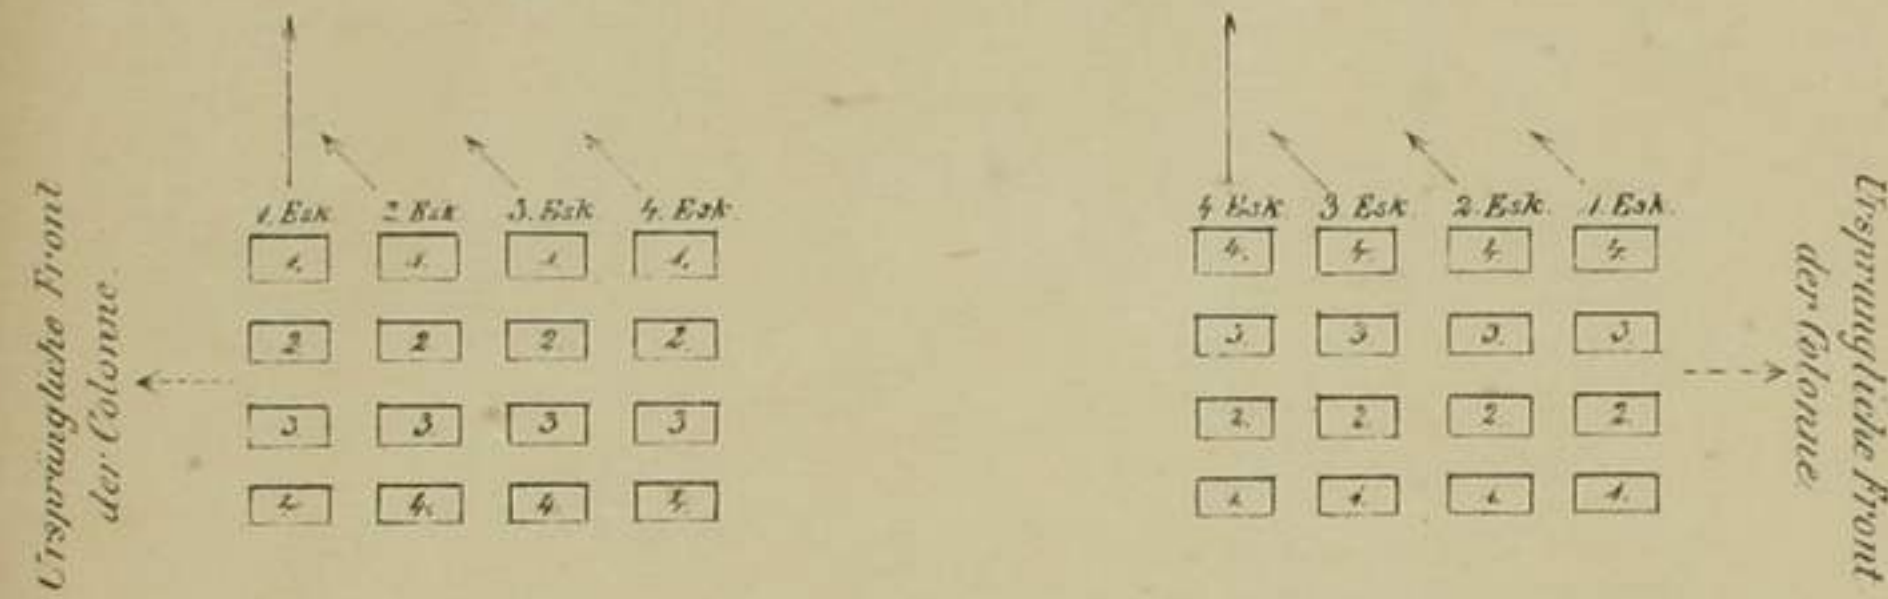 Ursprüngliche Front
der Colonne.
1. Esk 2 Esk 3. Esk 4. Esk.
1. 1. 1. 1.
2 2 2 2.
3 3 3 3
4 4. 4 4.
4 Esk 3 Esk 2. Esk. 1. Esk.
4. 4. 4. 4.
3. 3 3. 3
2. 2. 2. 2.
1. 1. 1. 1.
Ursprüngliche Front
der Colonne